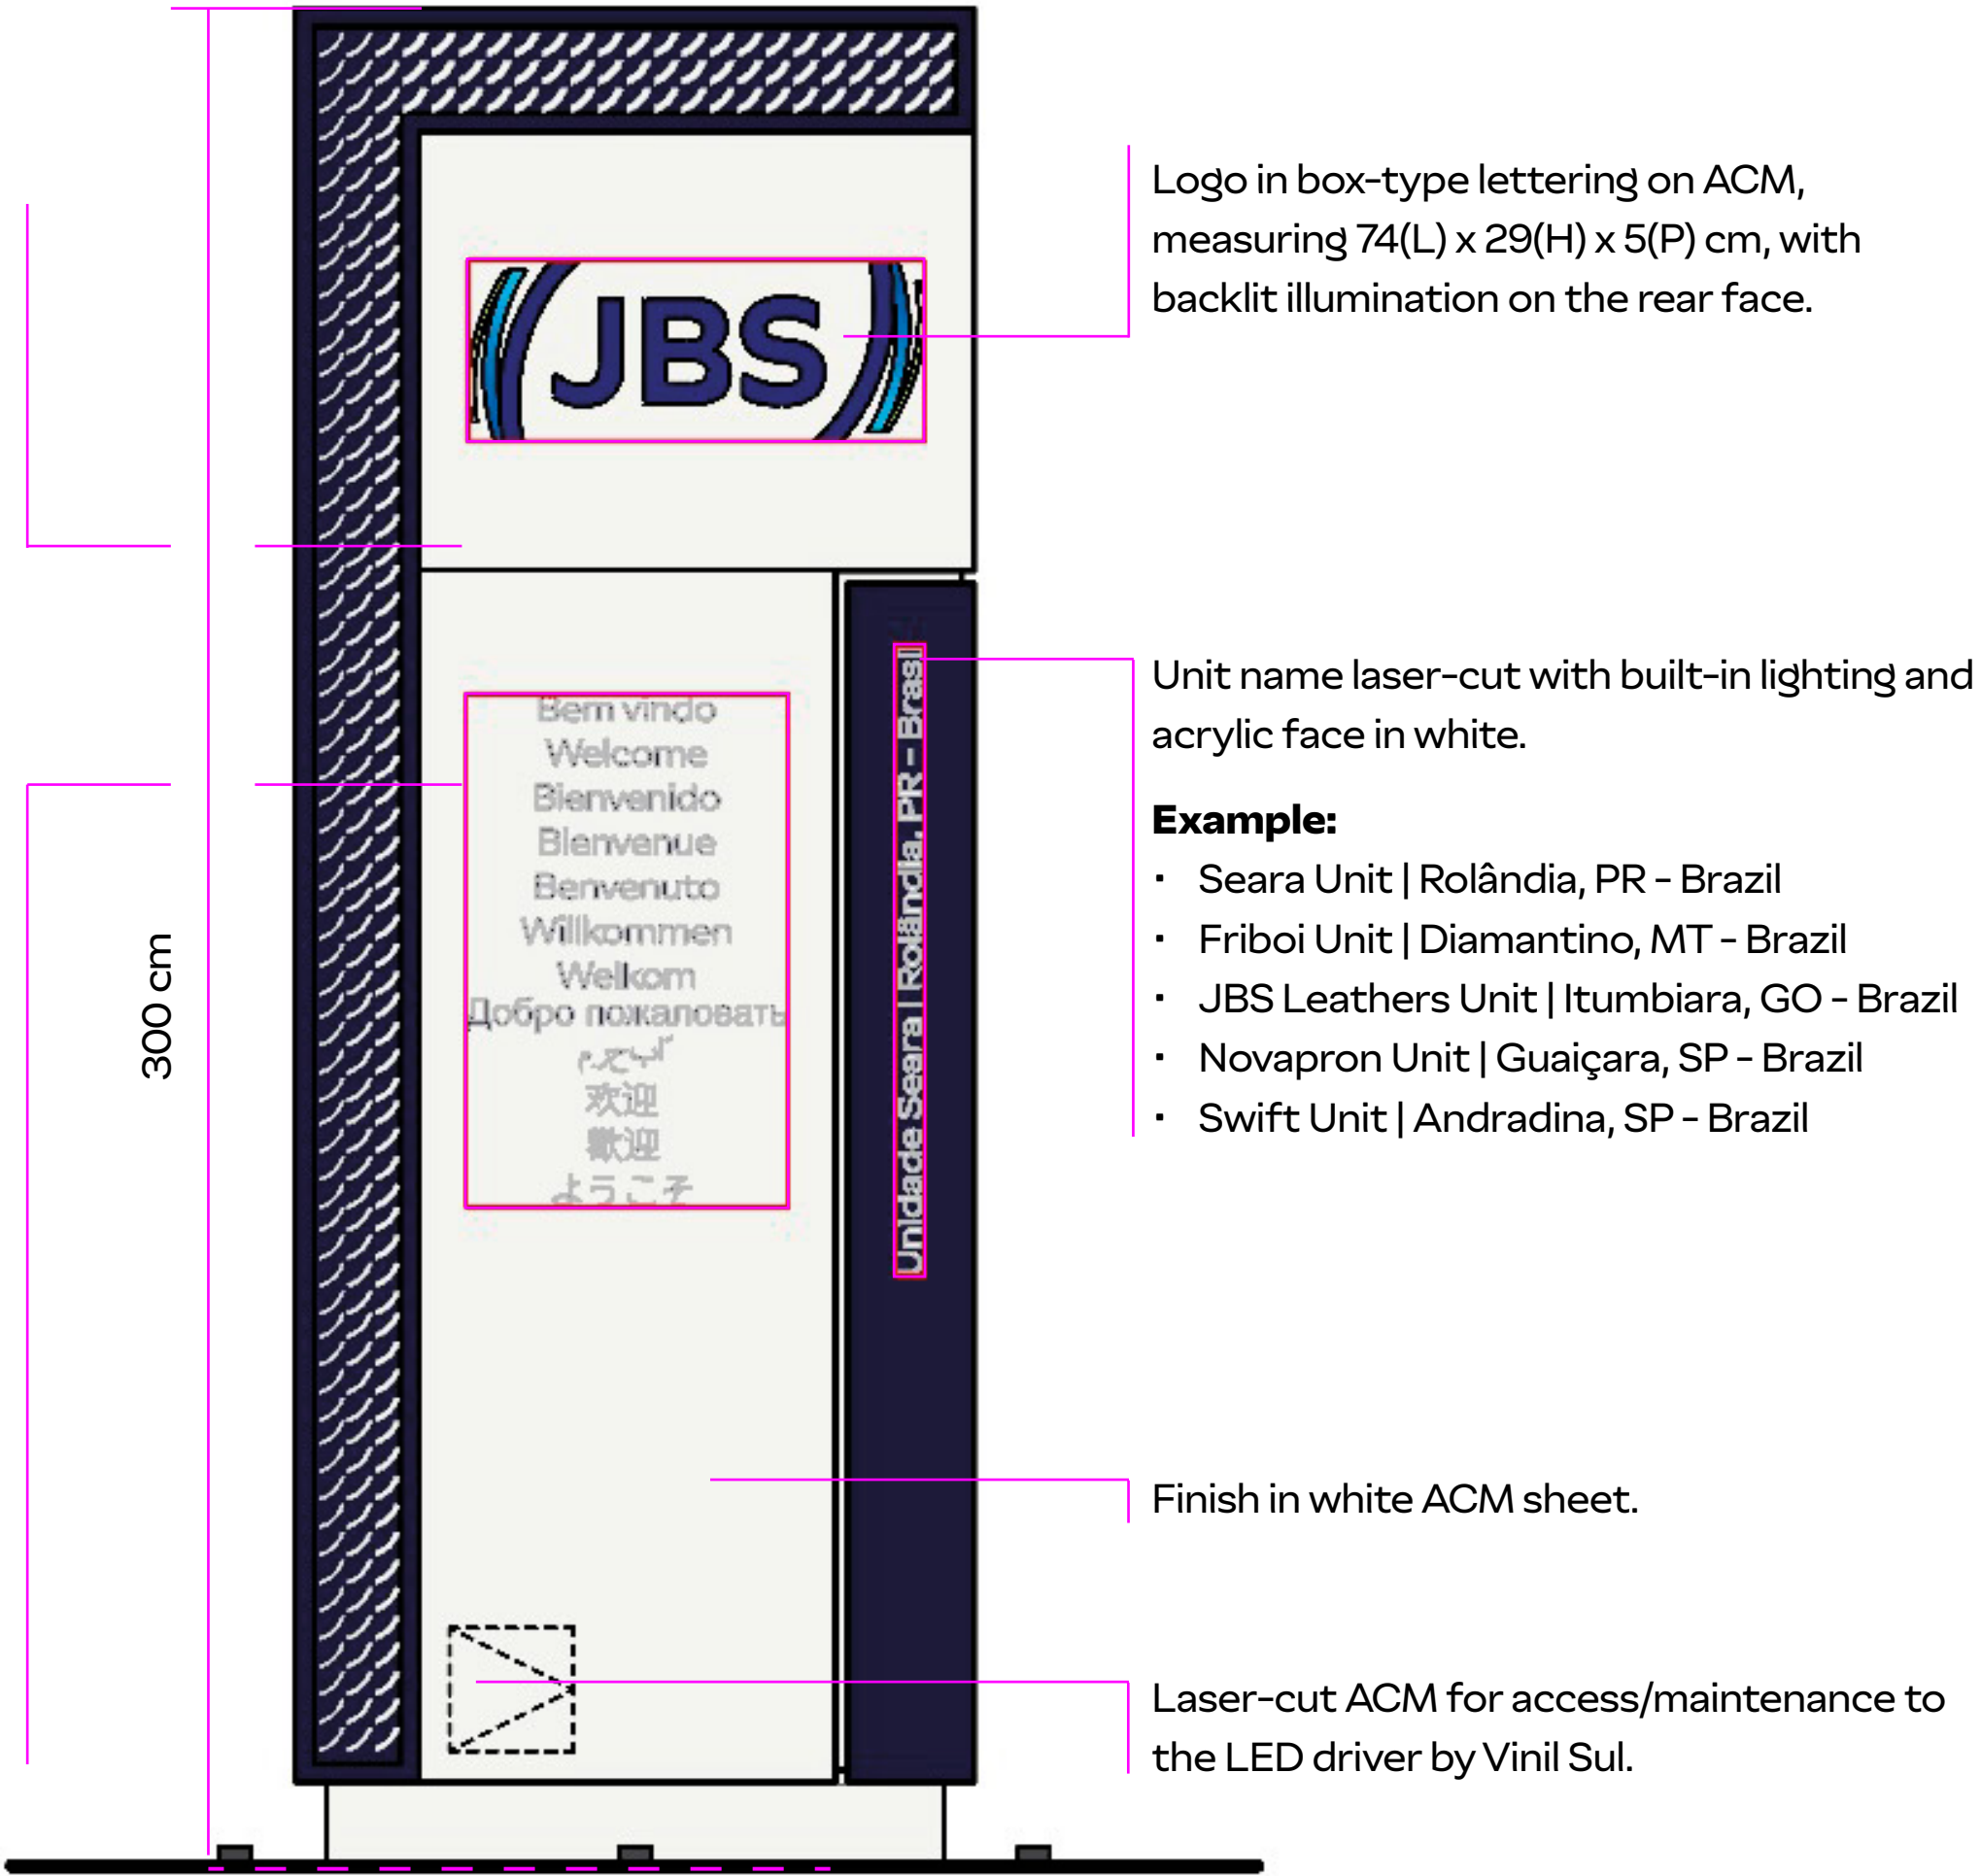 Logo in box-type lettering on ACM,
measuring 74(L) x 29(H) x 5(P) cm, with
backlit illumination on the rear face.
JBS
Unit name laser-cut with built-in lighting and
acrylic face in white.
Example:
· Seara Unit | Rolândia, PR - Brazil
· Friboi Unit | Diamantino, MT - Brazil
· JBS Leathers Unit | Itumbiara, GO - Brazil
· Novapron Unit | Guaiçara, SP - Brazil
· Swift Unit | Andradina, SP - Brazil
Bem vindo
Welcome
Bienvenido
Bienvenue
Benvenuto
Willkommen
Welkom
Добро пожаловать
欢迎
歡迎
ようこそ
Unidade Seara | Rolândia, PR - Brasil
300 cm
Finish in white ACM sheet.
Laser-cut ACM for access/maintenance to
the LED driver by Vinil Sul.